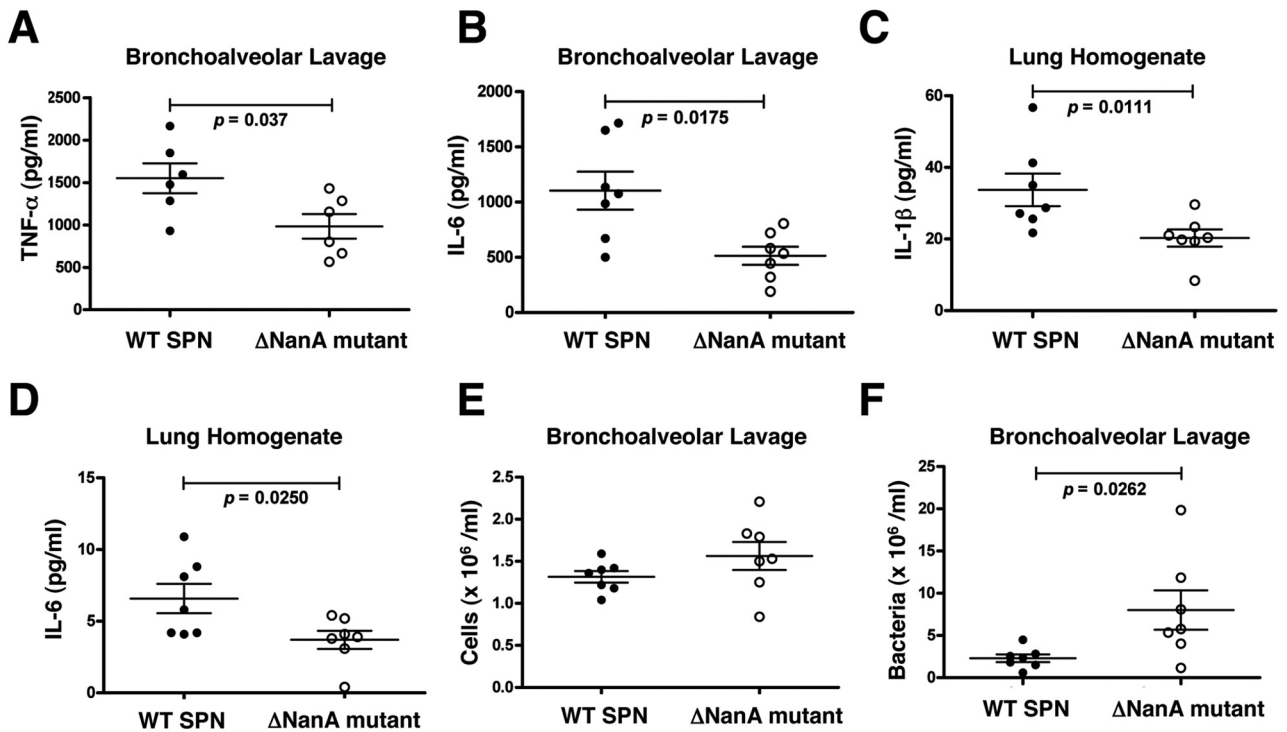 A
Bronchoalveolar Lavage
TNF-α (pg/ml)
2500
2000
1500
1000
500
0
p = 0.037
WT SPN
ΔNanA mutant
B
Bronchoalveolar Lavage
IL-6 (pg/ml)
2000
1500
1000
500
0
p = 0.0175
WT SPN
ΔNanA mutant
C
Lung Homogenate
IL-1β (pg/ml)
60
40
20
0
p = 0.0111
WT SPN
ΔNanA mutant
D
Lung Homogenate
IL-6 (pg/ml)
15
10
5
0
p = 0.0250
WT SPN
ΔNanA mutant
E
Bronchoalveolar Lavage
Cells (x 10⁶ /ml)
2.5
2.0
1.5
1.0
0.5
0.0
WT SPN
ΔNanA mutant
F
Bronchoalveolar Lavage
Bacteria (x 10⁶ /ml)
25
20
15
10
5
0
p = 0.0262
WT SPN
ΔNanA mutant